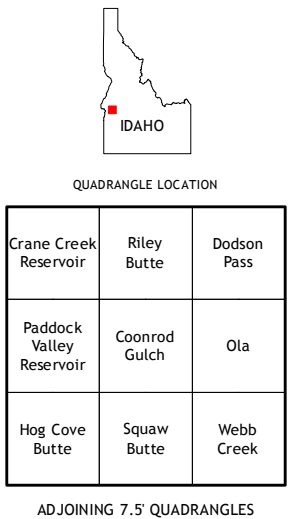 IDAHO
QUADRANGLE LOCATION
Crane Creek
Reservoir
Riley
Butte
Dodson
Pass
Paddock
Valley
Reservoir
Coonrod
Gulch
Ola
Hog Cove
Butte
Squaw
Butte
Webb
Creek
ADJOINING 7.5' QUADRANGLES